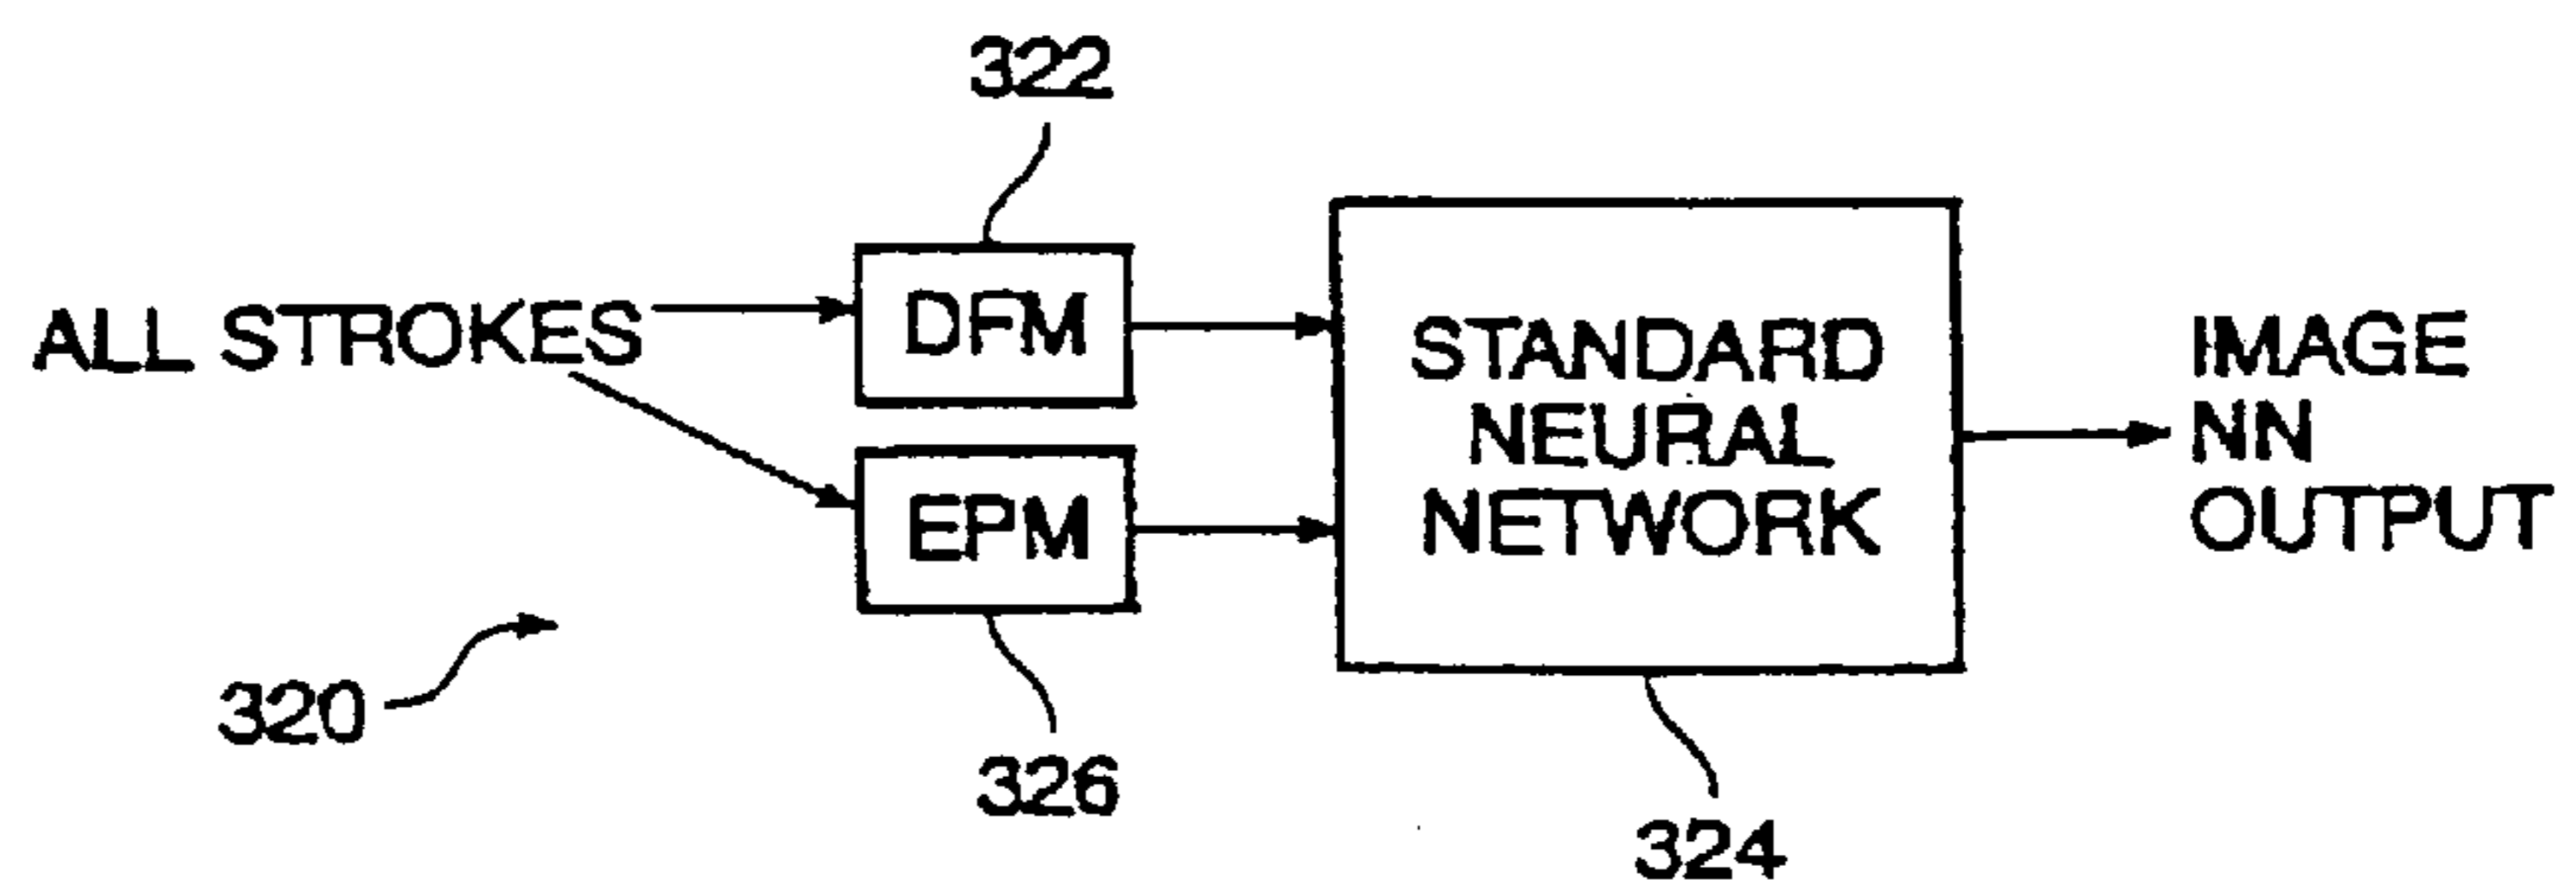 322
ALL STROKES
DFM
STANDARD
NEURAL
NETWORK
IMAGE
NN
OUTPUT
EPM
320
326
324